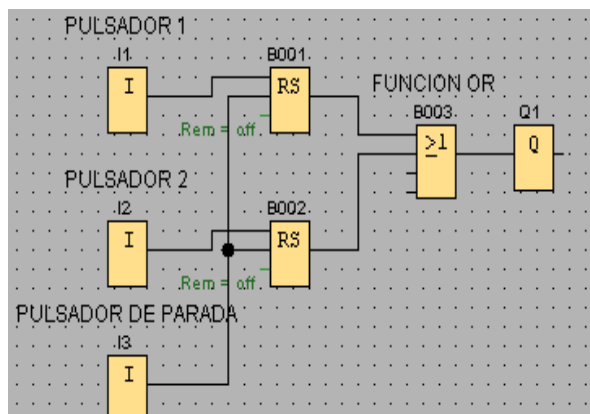 PULSADOR 1
I1
B001
I
RS
FUNCION OR
Rem = off
B003
Q1
≥1
Q
PULSADOR 2
I2
B002
I
RS
Rem = off
PULSADOR DE PARADA
I3
I